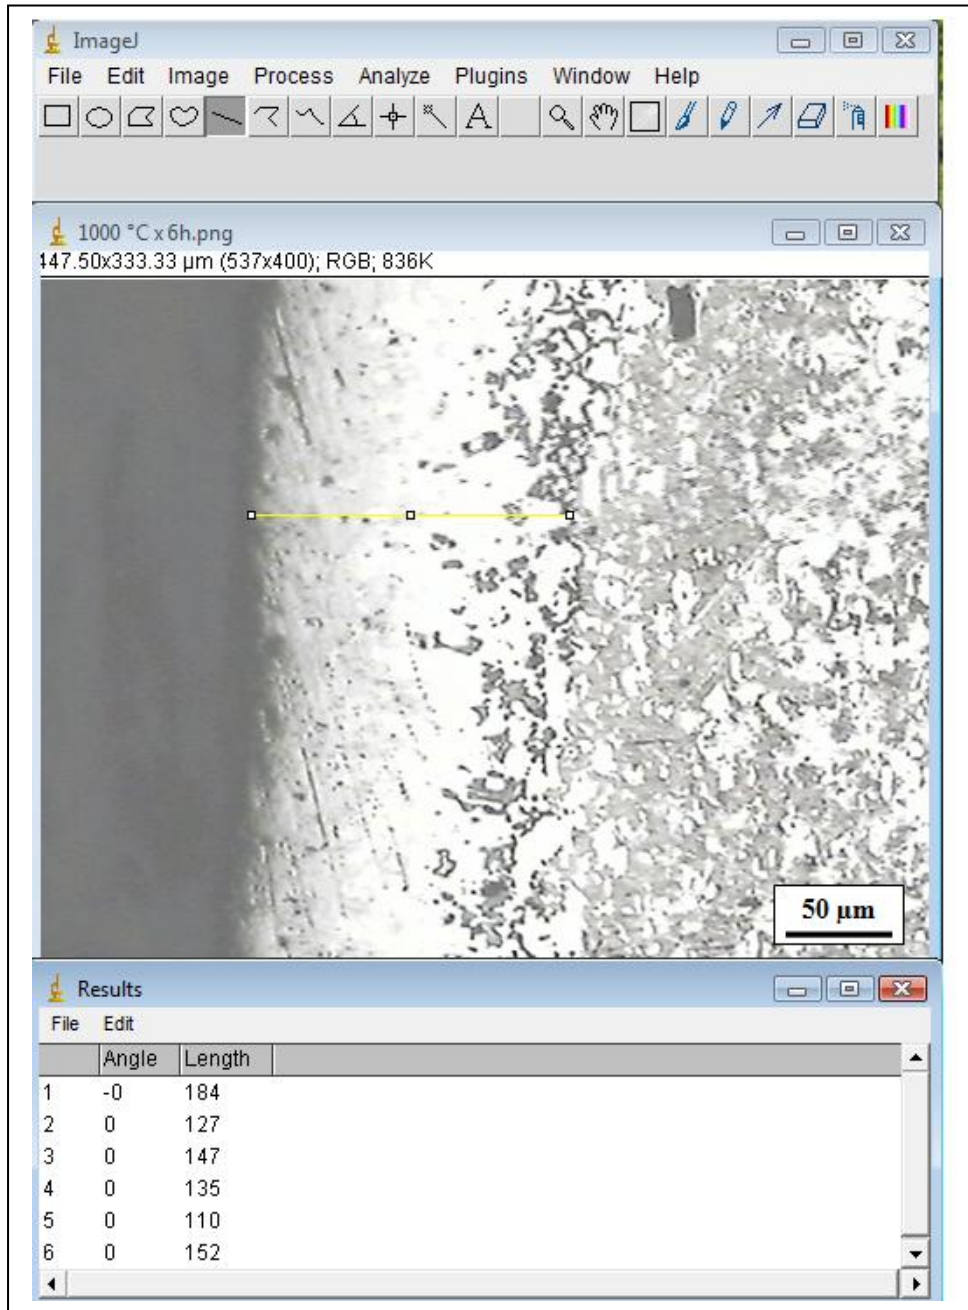 ImageJ
File Edit Image Process Analyze Plugins Window Help
A
1000 °C x 6h.png
447.50x333.33 µm (537x400); RGB; 836K
50 µm
Results
File Edit
Angle Length
1 -0 184
2 0 127
3 0 147
4 0 135
5 0 110
6 0 152